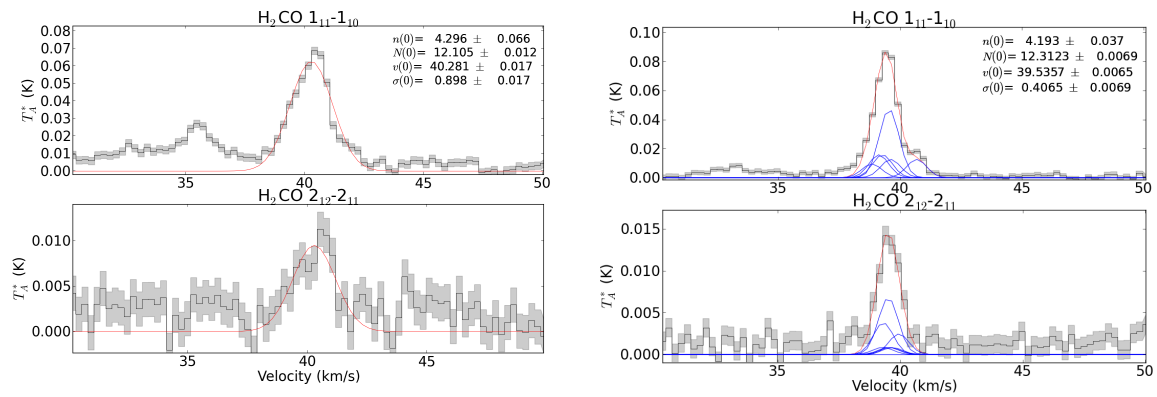 H₂CO 1₁₁-1₁₀
n(0)= 4.296 ± 0.066
N(0)= 12.105 ± 0.012
v(0)= 40.281 ± 0.017
σ(0)= 0.898 ± 0.017
T*A (K)
0.08
0.07
0.06
0.05
0.04
0.03
0.02
0.01
0.00
35 40 45 50
H₂CO 2₁₂-2₁₁
T*A (K)
0.010
0.005
0.000
35 40 45
Velocity (km/s)
H₂CO 1₁₁-1₁₀
n(0)= 4.193 ± 0.037
N(0)= 12.3123 ± 0.0069
v(0)= 39.5357 ± 0.0065
σ(0)= 0.4065 ± 0.0069
T*A (K)
0.10
0.08
0.06
0.04
0.02
0.00
35 40 45 50
H₂CO 2₁₂-2₁₁
T*A (K)
0.015
0.010
0.005
0.000
35 40 45 50
Velocity (km/s)